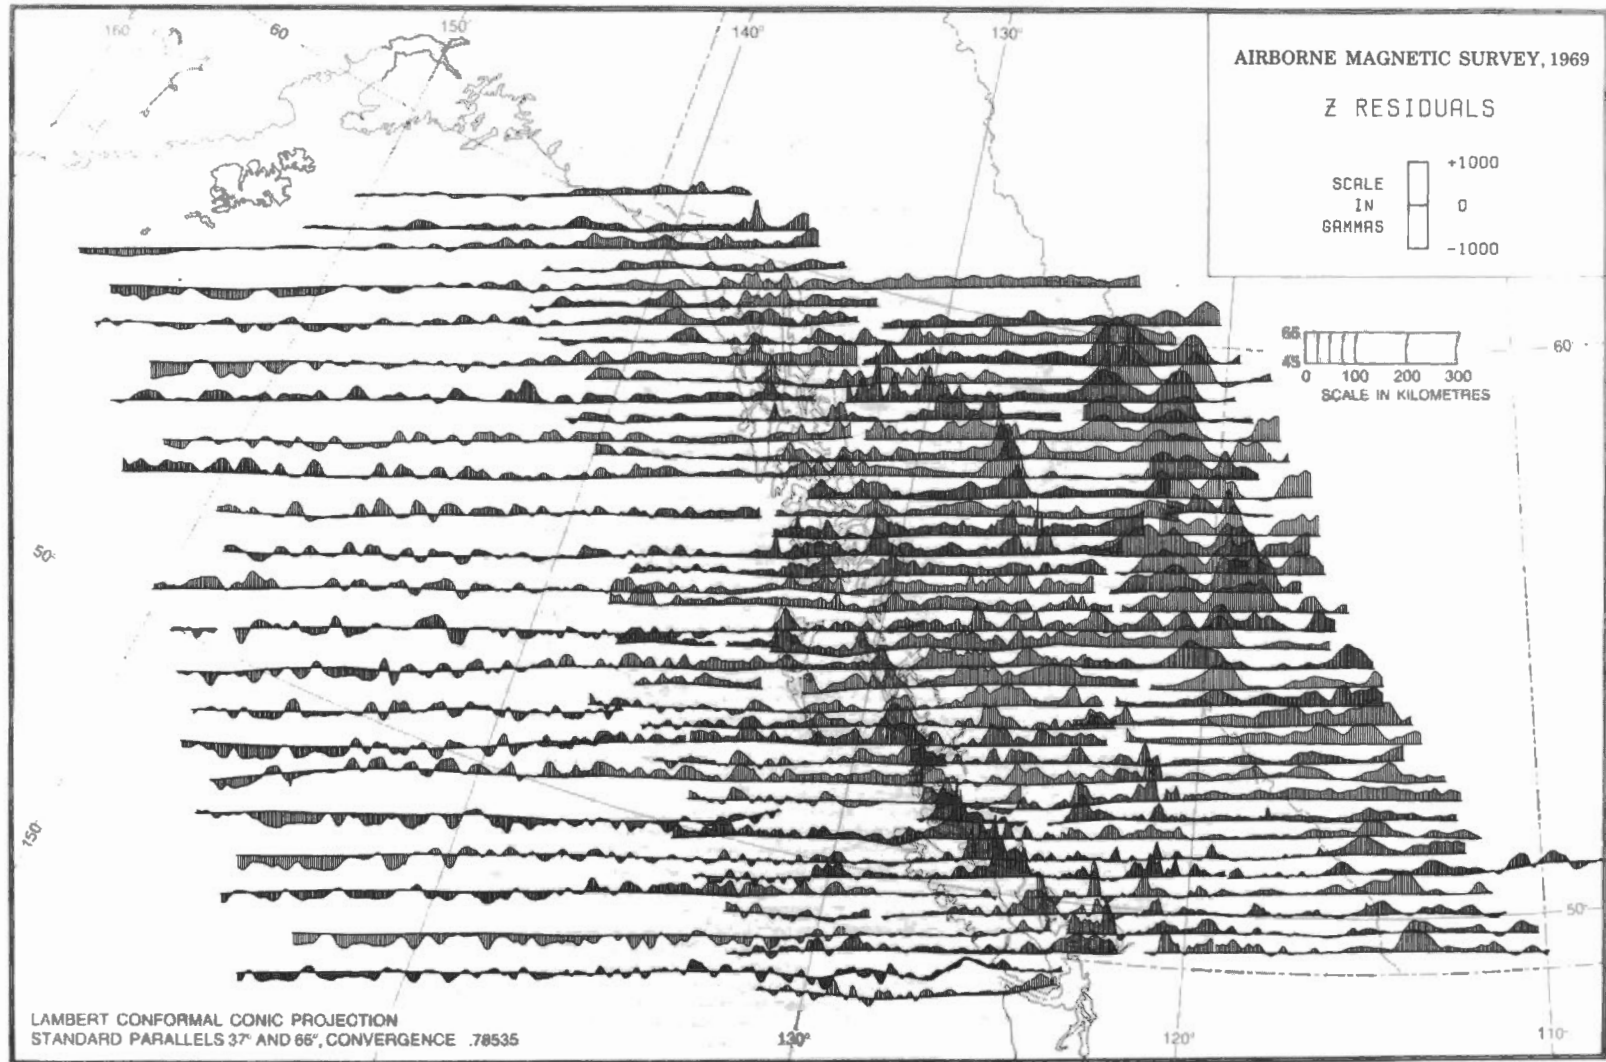 160
60
150°
140°
130°
AIRBORNE MAGNETIC SURVEY, 1969
Z RESIDUALS
SCALE
IN
GAMMAS
+1000
0
-1000
66
45
0 100 200 300
SCALE IN KILOMETRES
60°
50°
150°
50°
LAMBERT CONFORMAL CONIC PROJECTION
STANDARD PARALLELS 37° AND 66°, CONVERGENCE .78535
130°
120°
110°